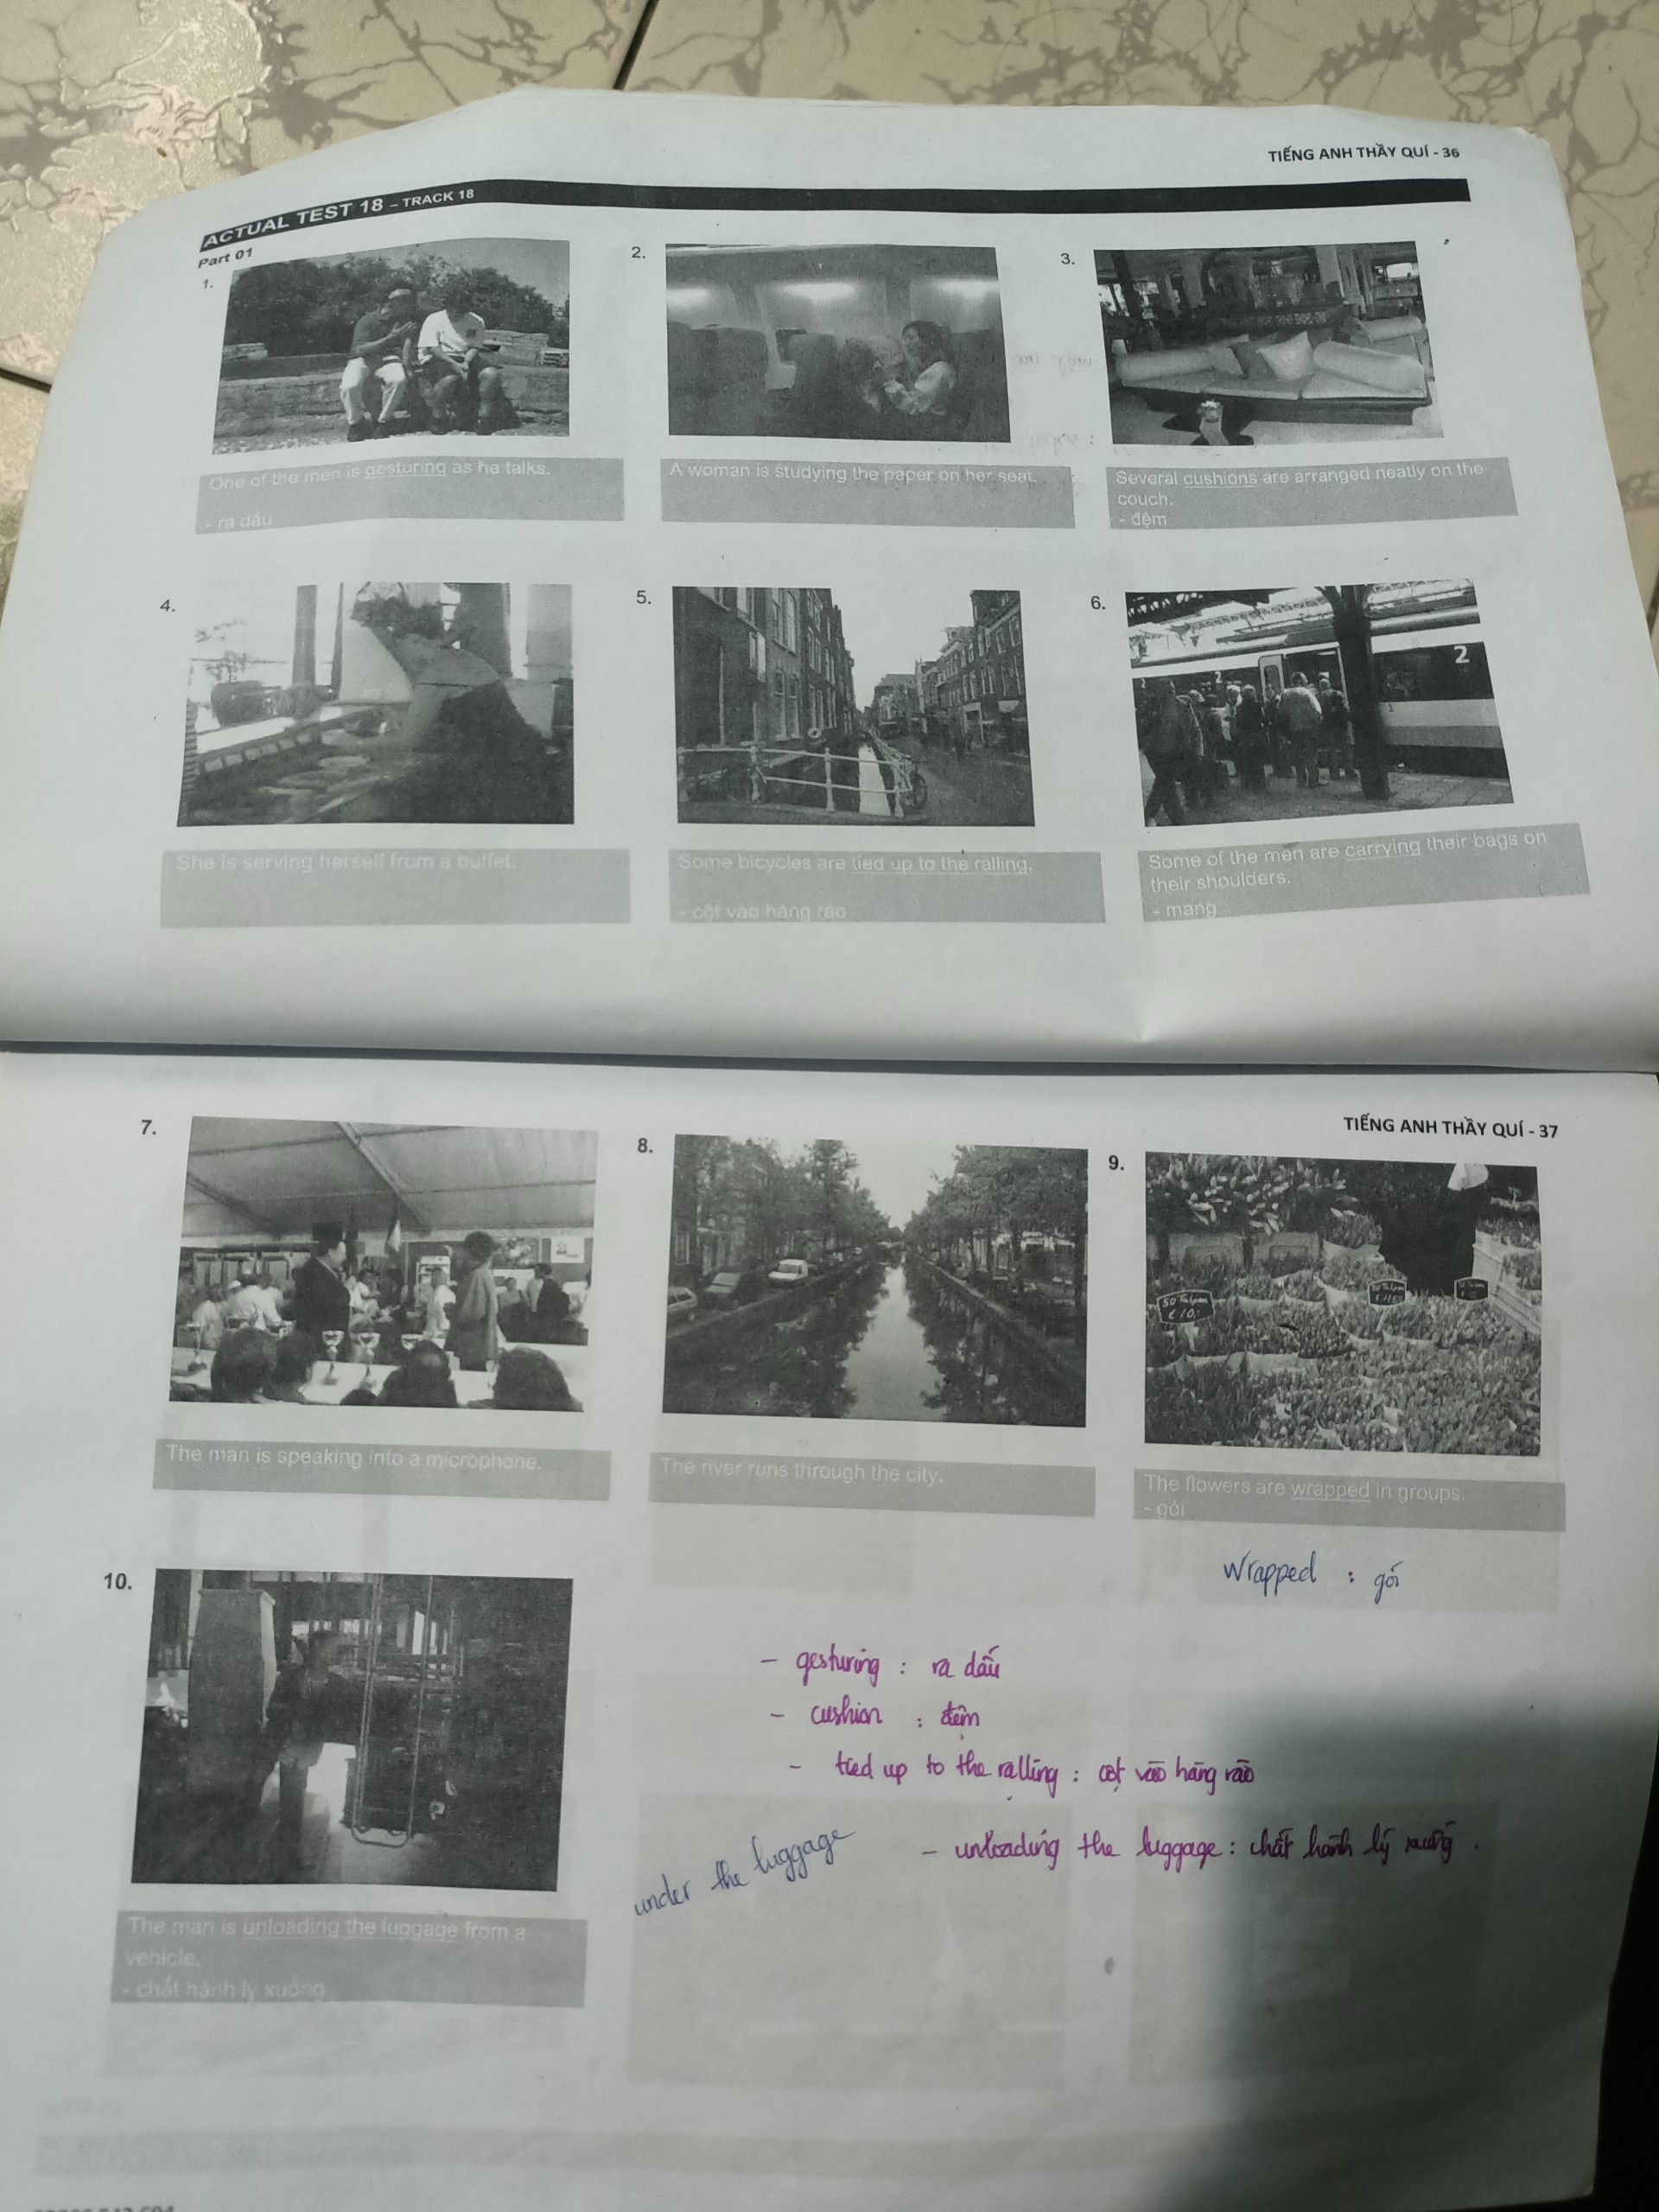 TIẾNG ANH THẦY QUÍ - 36
ACTUAL TEST 18 – TRACK 18
Part 01
1.
2.
3.
One of the men is gesturing as he talks.
- ra dấu
A woman is studying the paper on her seat.
Several cushions are arranged neatly on the
couch.
- đệm
4.
5.
6.
2
She is serving herself from a buffet.
Some bicycles are tied up to the ralling.
- cột vào hàng rào
Some of the men are carrying their bags on
their shoulders.
- mang
TIẾNG ANH THẦY QUÍ - 37
7.
8.
9.
The man is speaking into a microphone.
The river runs through the city.
The flowers are wrapped in groups.
- gói
wrapped : gói
10.
- gesturing : ra dấu
- cushion : đệm
- tied up to the ralling : cột vào hàng rào
- unloading the luggage : chất hành lý xuống.
under the luggage
The man is unloading the luggage from a
vehicle.
- chất hành lý xuống